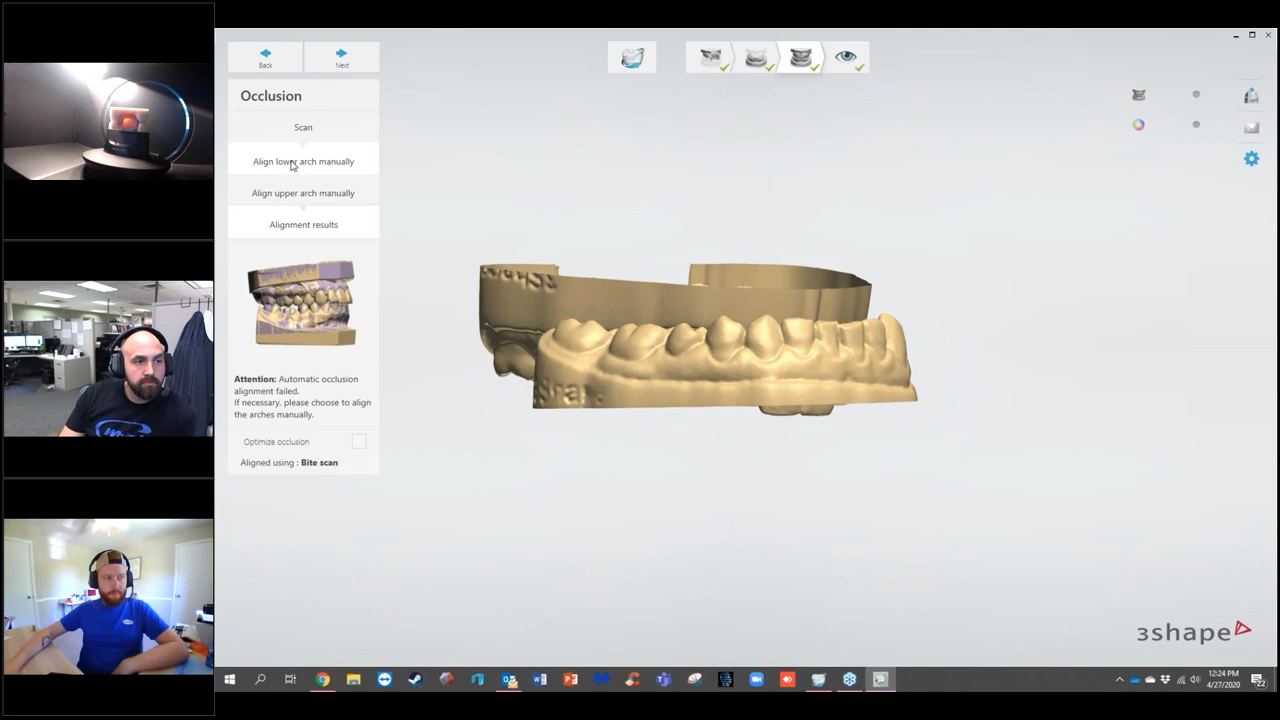 Back
Next
Occlusion
Scan
Align lower arch manually
Align upper arch manually
Alignment results
Attention: Automatic occlusion
alignment failed.
If necessary, please choose to align
the arches manually.
Optimize occlusion
Aligned using : Bite scan
3shape
12:24 PM
4/27/2020
22